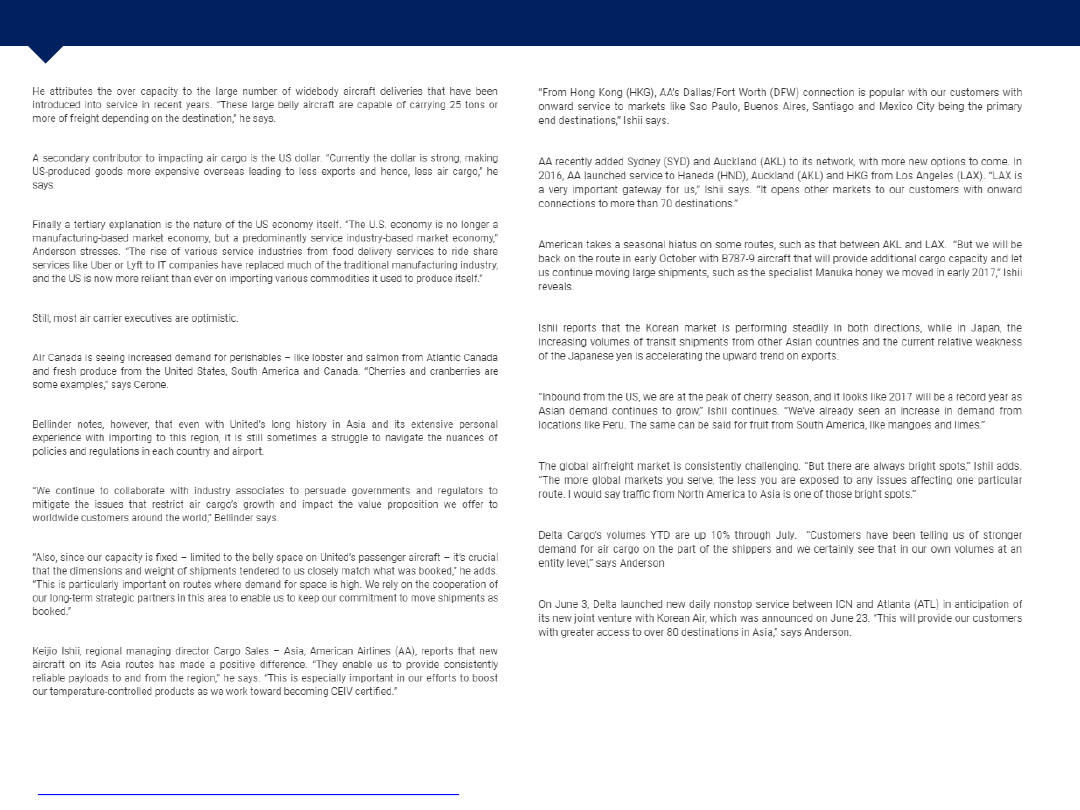 He attributes the over capacity to the large number of widebody aircraft deliveries that have been
introduced into service in recent years. “These large belly aircraft are capable of carrying 25 tons or
more of freight depending on the destination,” he says.
A secondary contributor to impacting air cargo is the US dollar. “Currently the dollar is strong, making
US-produced goods more expensive overseas leading to less exports and hence, less air cargo,” he
says.
Finally a tertiary explanation is the nature of the US economy itself. “The U.S. economy is no longer a
manufacturing-based market economy, but a predominantly service industry-based market economy,”
Anderson stresses. “The rise of various service industries from food delivery services to ride share
services like Uber or Lyft to IT companies have replaced much of the traditional manufacturing industry,
and the US is now more reliant than ever on importing various commodities it used to produce itself.”
Still, most air carrier executives are optimistic.
Air Canada is seeing increased demand for perishables – like lobster and salmon from Atlantic Canada
and fresh produce from the United States, South America and Canada. “Cherries and cranberries are
some examples,” says Cerone.
Bellinder notes, however, that even with United’s long history in Asia and its extensive personal
experience with importing to this region, it is still sometimes a struggle to navigate the nuances of
policies and regulations in each country and airport.
“We continue to collaborate with industry associates to persuade governments and regulators to
mitigate the issues that restrict air cargo’s growth and impact the value proposition we offer to
worldwide customers around the world,” Bellinder says.
“Also, since our capacity is fixed – limited to the belly space on United’s passenger aircraft – it’s crucial
that the dimensions and weight of shipments tendered to us closely match what was booked,” he adds.
“This is particularly important on routes where demand for space is high. We rely on the cooperation of
our long-term strategic partners in this area to enable us to keep our commitment to move shipments as
booked.”
Keijio Ishii, regional managing director Cargo Sales – Asia, American Airlines (AA), reports that new
aircraft on its Asia routes has made a positive difference. “They enable us to provide consistently
reliable payloads to and from the region,” he says. “This is especially important in our efforts to boost
our temperature-controlled products as we work toward becoming CEIV certified.”
“From Hong Kong (HKG), AA’s Dallas/Fort Worth (DFW) connection is popular with our customers with
onward service to markets like Sao Paulo, Buenos Aires, Santiago and Mexico City being the primary
end destinations,” Ishii says.
AA recently added Sydney (SYD) and Auckland (AKL) to its network, with more new options to come. In
2016, AA launched service to Haneda (HND), Auckland (AKL) and HKG from Los Angeles (LAX). “LAX is
a very important gateway for us,” Ishii says. “It opens other markets to our customers with onward
connections to more than 70 destinations.”
American takes a seasonal hiatus on some routes, such as that between AKL and LAX. “But we will be
back on the route in early October with B787-9 aircraft that will provide additional cargo capacity and let
us continue moving large shipments, such as the specialist Manuka honey we moved in early 2017,” Ishii
reveals.
Ishii reports that the Korean market is performing steadily in both directions, while in Japan, the
increasing volumes of transit shipments from other Asian countries and the current relative weakness
of the Japanese yen is accelerating the upward trend on exports.
“Inbound from the US, we are at the peak of cherry season, and it looks like 2017 will be a record year as
Asian demand continues to grow,” Ishii continues. “We’ve already seen an increase in demand from
locations like Peru. The same can be said for fruit from South America, like mangoes and limes.”
The global airfreight market is consistently challenging. “But there are always bright spots,” Ishii adds.
“The more global markets you serve, the less you are exposed to any issues affecting one particular
route. I would say traffic from North America to Asia is one of those bright spots.”
Delta Cargo’s volumes YTD are up 10% through July. “Customers have been telling us of stronger
demand for air cargo on the part of the shippers and we certainly see that in our own volumes at an
entity level,” says Anderson
On June 3, Delta launched new daily nonstop service between ICN and Atlanta (ATL) in anticipation of
its new joint venture with Korean Air, which was announced on June 23. “This will provide our customers
with greater access to over 80 destinations in Asia,” says Anderson.